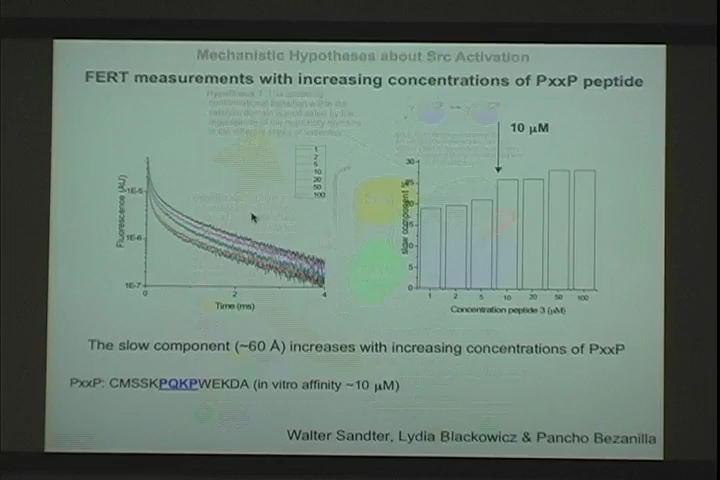 Mechanistic Hypotheses about Src Activation
FERT measurements with increasing concentrations of PxxP peptide
10 μM
1
2
5
10
20
50
100
Fluorescence (AU)
1E-5
1E-6
1E-7
0
2
4
Time (ms)
slow component %
30
25
20
15
10
5
0
1
2
5
10
20
50
100
Concentration peptide 3 (μM)
The slow component (~60 Å) increases with increasing concentrations of PxxP
PxxP: CMSSKPQKPWEKDA (in vitro affinity ~10 μM)
Walter Sandter, Lydia Blackowicz & Pancho Bezanilla